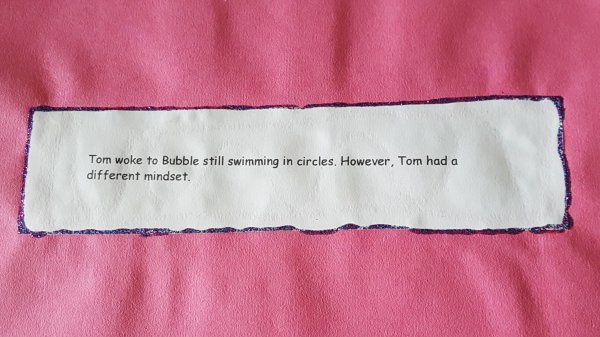 Tom woke to Bubble still swimming in circles. However, Tom had a
different mindset.